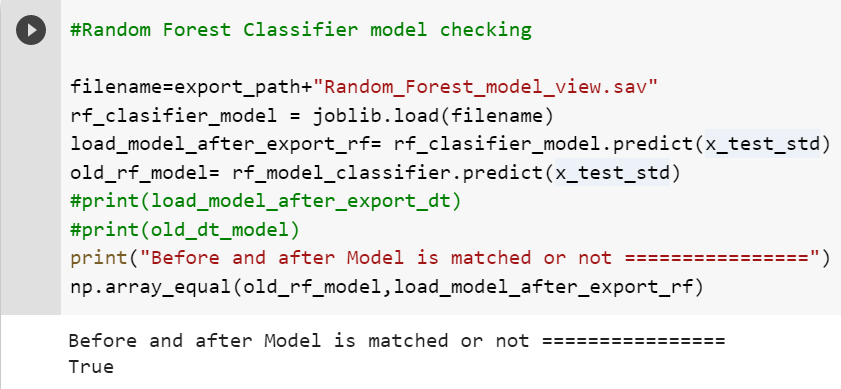 #Random Forest Classifier model checking
filename=export_path+"Random_Forest_model_view.sav"
rf_clasifier_model = joblib.load(filename)
load_model_after_export_rf= rf_clasifier_model.predict(x_test_std)
old_rf_model= rf_model_classifier.predict(x_test_std)
#print(load_model_after_export_dt)
#print(old_dt_model)
print("Before and after Model is matched or not ================")
np.array_equal(old_rf_model,load_model_after_export_rf)
Before and after Model is matched or not ================
True